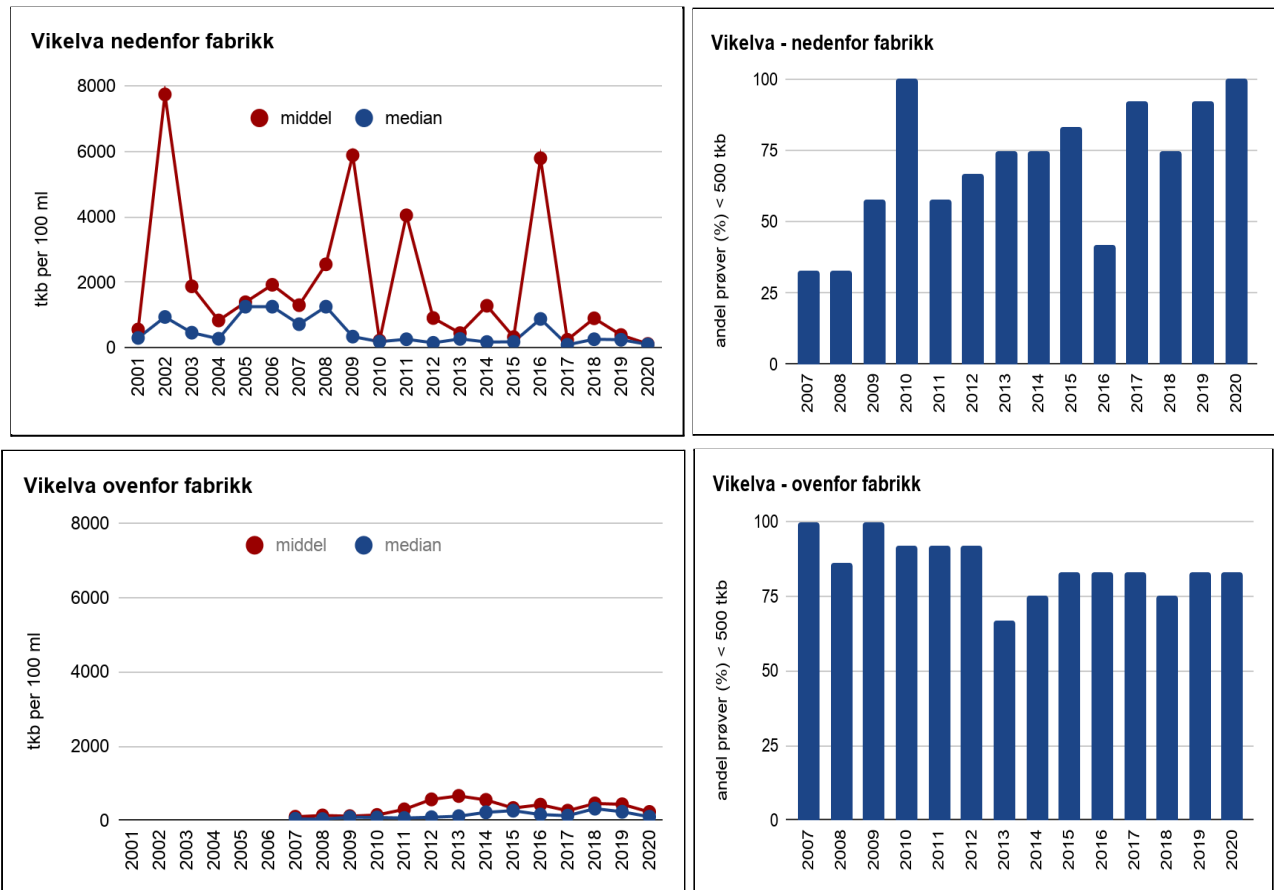 Vikelva nedenfor fabrikk
middel median
tkb per 100 ml
8000
6000
4000
2000
0
2001 2002 2003 2004 2005 2006 2007 2008 2009 2010 2011 2012 2013 2014 2015 2016 2017 2018 2019 2020
Vikelva - nedenfor fabrikk
andel prøver (%) < 500 tkb
100
75
50
25
0
2007 2008 2009 2010 2011 2012 2013 2014 2015 2016 2017 2018 2019 2020
Vikelva ovenfor fabrikk
middel median
tkb per 100 ml
8000
6000
4000
2000
0
2001 2002 2003 2004 2005 2006 2007 2008 2009 2010 2011 2012 2013 2014 2015 2016 2017 2018 2019 2020
Vikelva - ovenfor fabrikk
andel prøver (%) < 500 tkb
100
75
50
25
0
2007 2008 2009 2010 2011 2012 2013 2014 2015 2016 2017 2018 2019 2020